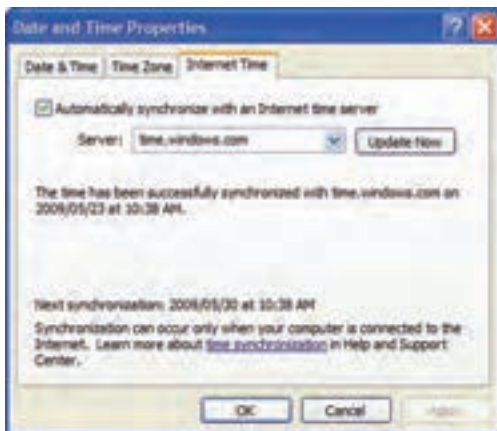 Date and Time Properties
Date & Time Time Zone Internet Time
Automatically synchronize with an Internet time server
Server: time.windows.com Update Now
The time has been successfully synchronized with time.windows.com on
2009/05/23 at 10:38 AM.
Next synchronization: 2009/05/30 at 10:38 AM
Synchronization can occur only when your computer is connected to the
Internet. Learn more about time synchronization in Help and Support
Center.
OK Cancel Apply